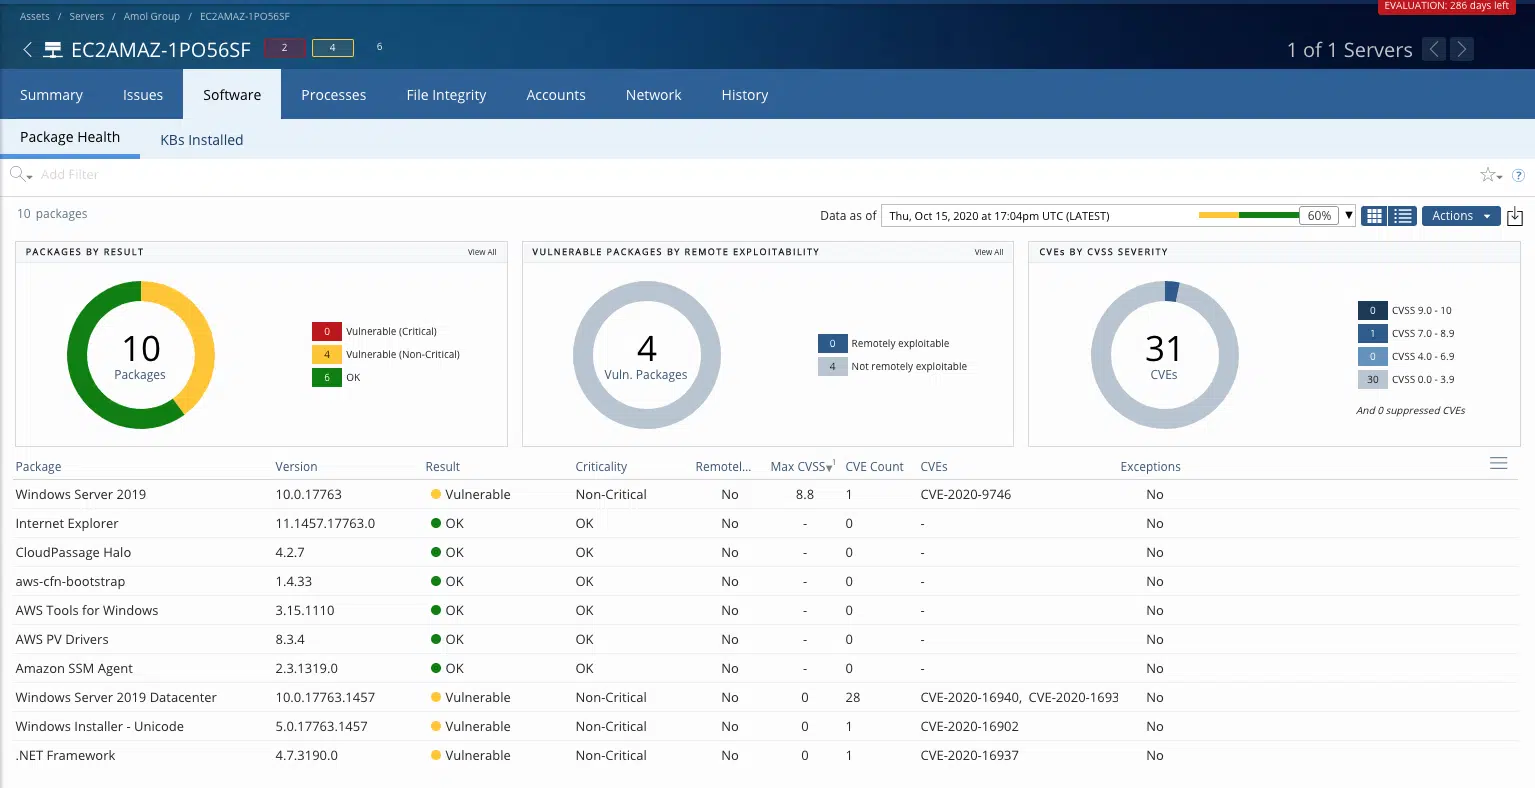 EVALUATION: 286 days left
Assets / Servers / Amol Group / EC2AMAZ-1PO56SF
EC2AMAZ-1PO56SF 2 4 6 1 of 1 Servers
Summary Issues Software Processes File Integrity Accounts Network History
Package Health KBs Installed
Add Filter ?
10 packages Data as of Thu, Oct 15, 2020 at 17:04pm UTC (LATEST) 60% Actions
PACKAGES BY RESULT View All
10
Packages
0 Vulnerable (Critical)
4 Vulnerable (Non-Critical)
6 OK
VULNERABLE PACKAGES BY REMOTE EXPLOITABILITY View All
4
Vuln. Packages
0 Remotely exploitable
4 Not remotely exploitable
CVEs BY CVSS SEVERITY
31
CVEs
0 CVSS 9.0 - 10
1 CVSS 7.0 - 8.9
0 CVSS 4.0 - 6.9
30 CVSS 0.0 - 3.9
And 0 suppressed CVEs
Package Version Result Criticality Remotel... Max CVSS▼1 CVE Count CVEs Exceptions
Windows Server 2019 10.0.17763 Vulnerable Non-Critical No 8.8 1 CVE-2020-9746 No
Internet Explorer 11.1457.17763.0 OK OK No - 0 - No
CloudPassage Halo 4.2.7 OK OK No - 0 - No
aws-cfn-bootstrap 1.4.33 OK OK No - 0 - No
AWS Tools for Windows 3.15.1110 OK OK No - 0 - No
AWS PV Drivers 8.3.4 OK OK No - 0 - No
Amazon SSM Agent 2.3.1319.0 OK OK No - 0 - No
Windows Server 2019 Datacenter 10.0.17763.1457 Vulnerable Non-Critical No 0 28 CVE-2020-16940, CVE-2020-1693 No
Windows Installer - Unicode 5.0.17763.1457 Vulnerable Non-Critical No 0 1 CVE-2020-16902 No
.NET Framework 4.7.3190.0 Vulnerable Non-Critical No 0 1 CVE-2020-16937 No